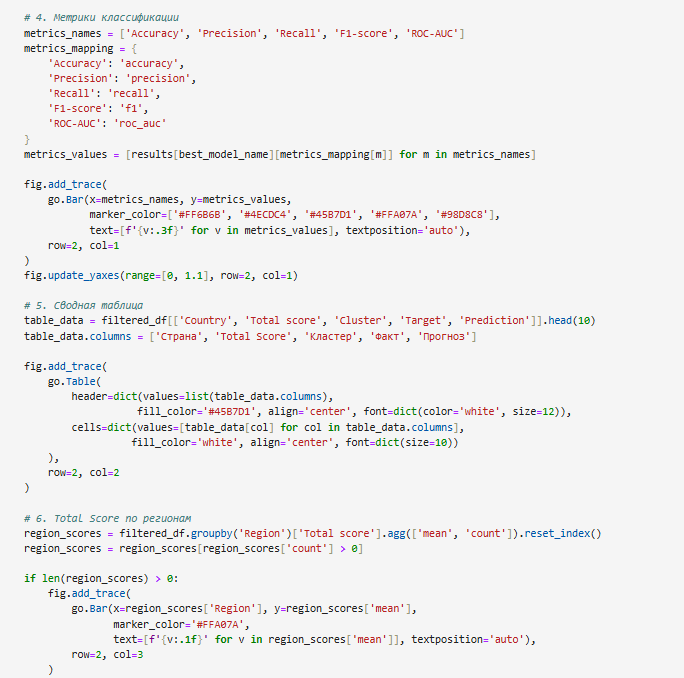 # 4. Метрики классификации
metrics_names = ['Accuracy', 'Precision', 'Recall', 'F1-score', 'ROC-AUC']
metrics_mapping = {
    'Accuracy': 'accuracy',
    'Precision': 'precision',
    'Recall': 'recall',
    'F1-score': 'f1',
    'ROC-AUC': 'roc_auc'
}
metrics_values = [results[best_model_name][metrics_mapping[m]] for m in metrics_names]

fig.add_trace(
    go.Bar(x=metrics_names, y=metrics_values,
           marker_color=['#FF6B6B', '#4ECDC4', '#45B7D1', '#FFA07A', '#98D8C8'],
           text=[f'{v:.3f}' for v in metrics_values], textposition='auto'),
    row=2, col=1
)
fig.update_yaxes(range=[0, 1.1], row=2, col=1)

# 5. Сводная таблица
table_data = filtered_df[['Country', 'Total score', 'Cluster', 'Target', 'Prediction']].head(10)
table_data.columns = ['Страна', 'Total Score', 'Кластер', 'Факт', 'Прогноз']

fig.add_trace(
    go.Table(
        header=dict(values=list(table_data.columns),
                   fill_color='#45B7D1', align='center', font=dict(color='white', size=12)),
        cells=dict(values=[table_data[col] for col in table_data.columns],
                  fill_color='white', align='center', font=dict(size=10))
    ),
    row=2, col=2
)

# 6. Total Score по регионам
region_scores = filtered_df.groupby('Region')['Total score'].agg(['mean', 'count']).reset_index()
region_scores = region_scores[region_scores['count'] > 0]

if len(region_scores) > 0:
    fig.add_trace(
        go.Bar(x=region_scores['Region'], y=region_scores['mean'],
               marker_color='#FFA07A',
               text=[f'{v:.1f}' for v in region_scores['mean']], textposition='auto'),
        row=2, col=3
    )